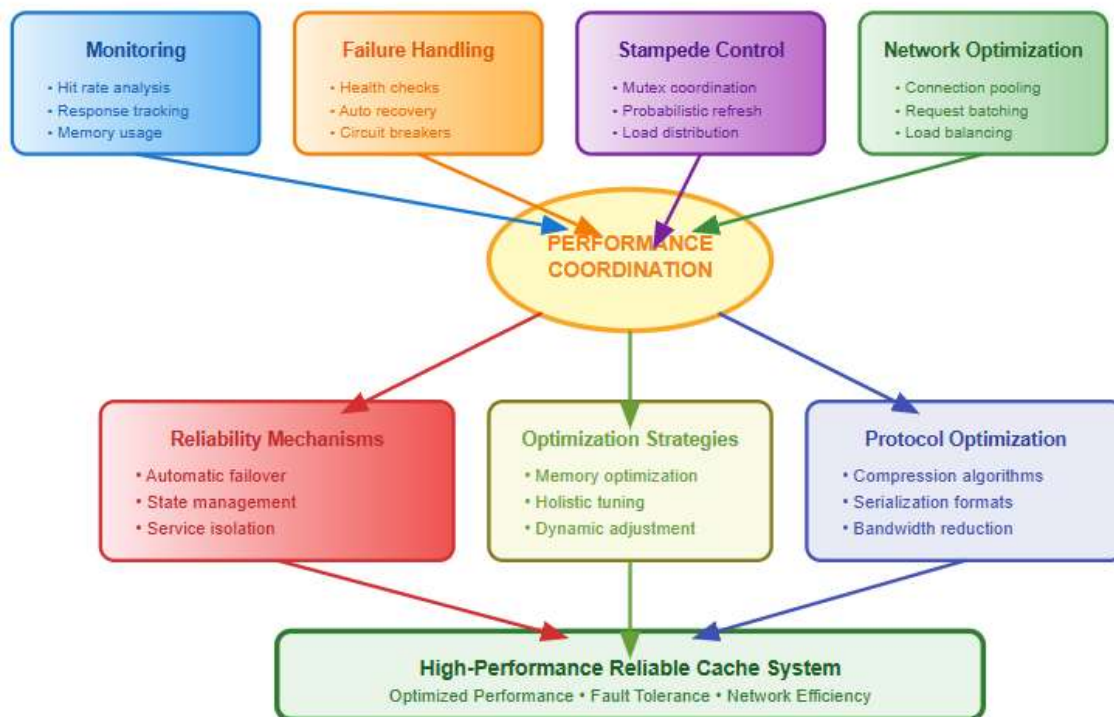 Monitoring
• Hit rate analysis
• Response tracking
• Memory usage
Failure Handling
• Health checks
• Auto recovery
• Circuit breakers
Stampede Control
• Mutex coordination
• Probabilistic refresh
• Load distribution
Network Optimization
• Connection pooling
• Request batching
• Load balancing
PERFORMANCE
COORDINATION
Reliability Mechanisms
• Automatic failover
• State management
• Service isolation
Optimization Strategies
• Memory optimization
• Holistic tuning
• Dynamic adjustment
Protocol Optimization
• Compression algorithms
• Serialization formats
• Bandwidth reduction
High-Performance Reliable Cache System
Optimized Performance • Fault Tolerance • Network Efficiency